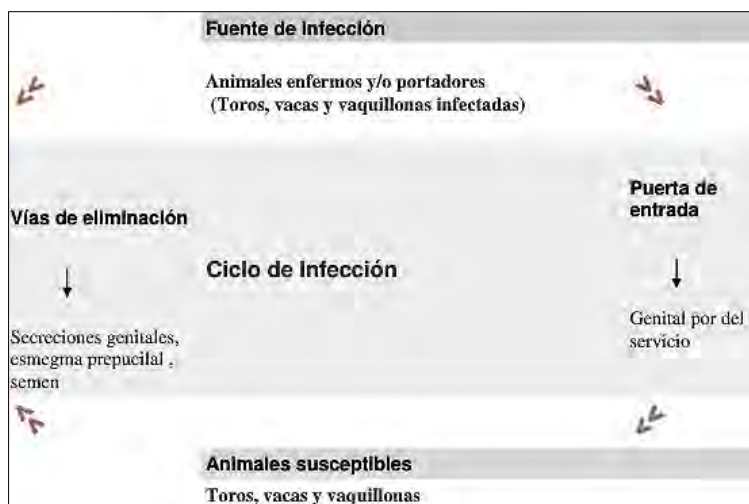 Fuente de Infección
Animales enfermos y/o portadores
(Toros, vacas y vaquillonas infectadas)
Puerta de
entrada
Vías de eliminación
Ciclo de Infección
Genital por del
servicio
Secreciones genitales,
esmegma prepucilal ,
semen
Animales susceptibles
Toros, vacas y vaquillonas